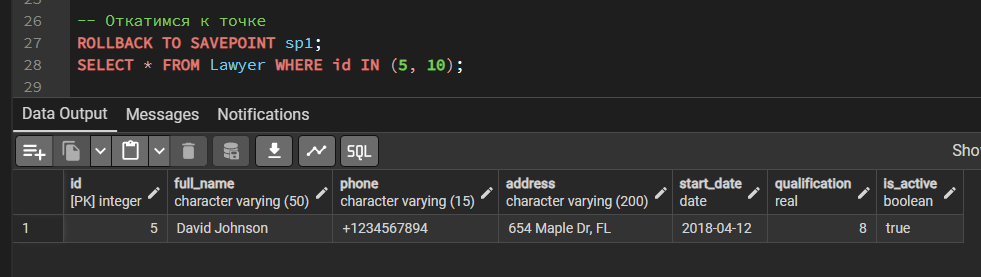 26 -- Откатимся к точке
27 ROLLBACK TO SAVEPOINT sp1;
28 SELECT * FROM Lawyer WHERE id IN (5, 10);
29
Data Output Messages Notifications
SQL Sho
id full_name phone address start_date qualification is_active
[PK] integer character varying (50) character varying (15) character varying (200) date real boolean
1 5 David Johnson +1234567894 654 Maple Dr, FL 2018-04-12 8 true